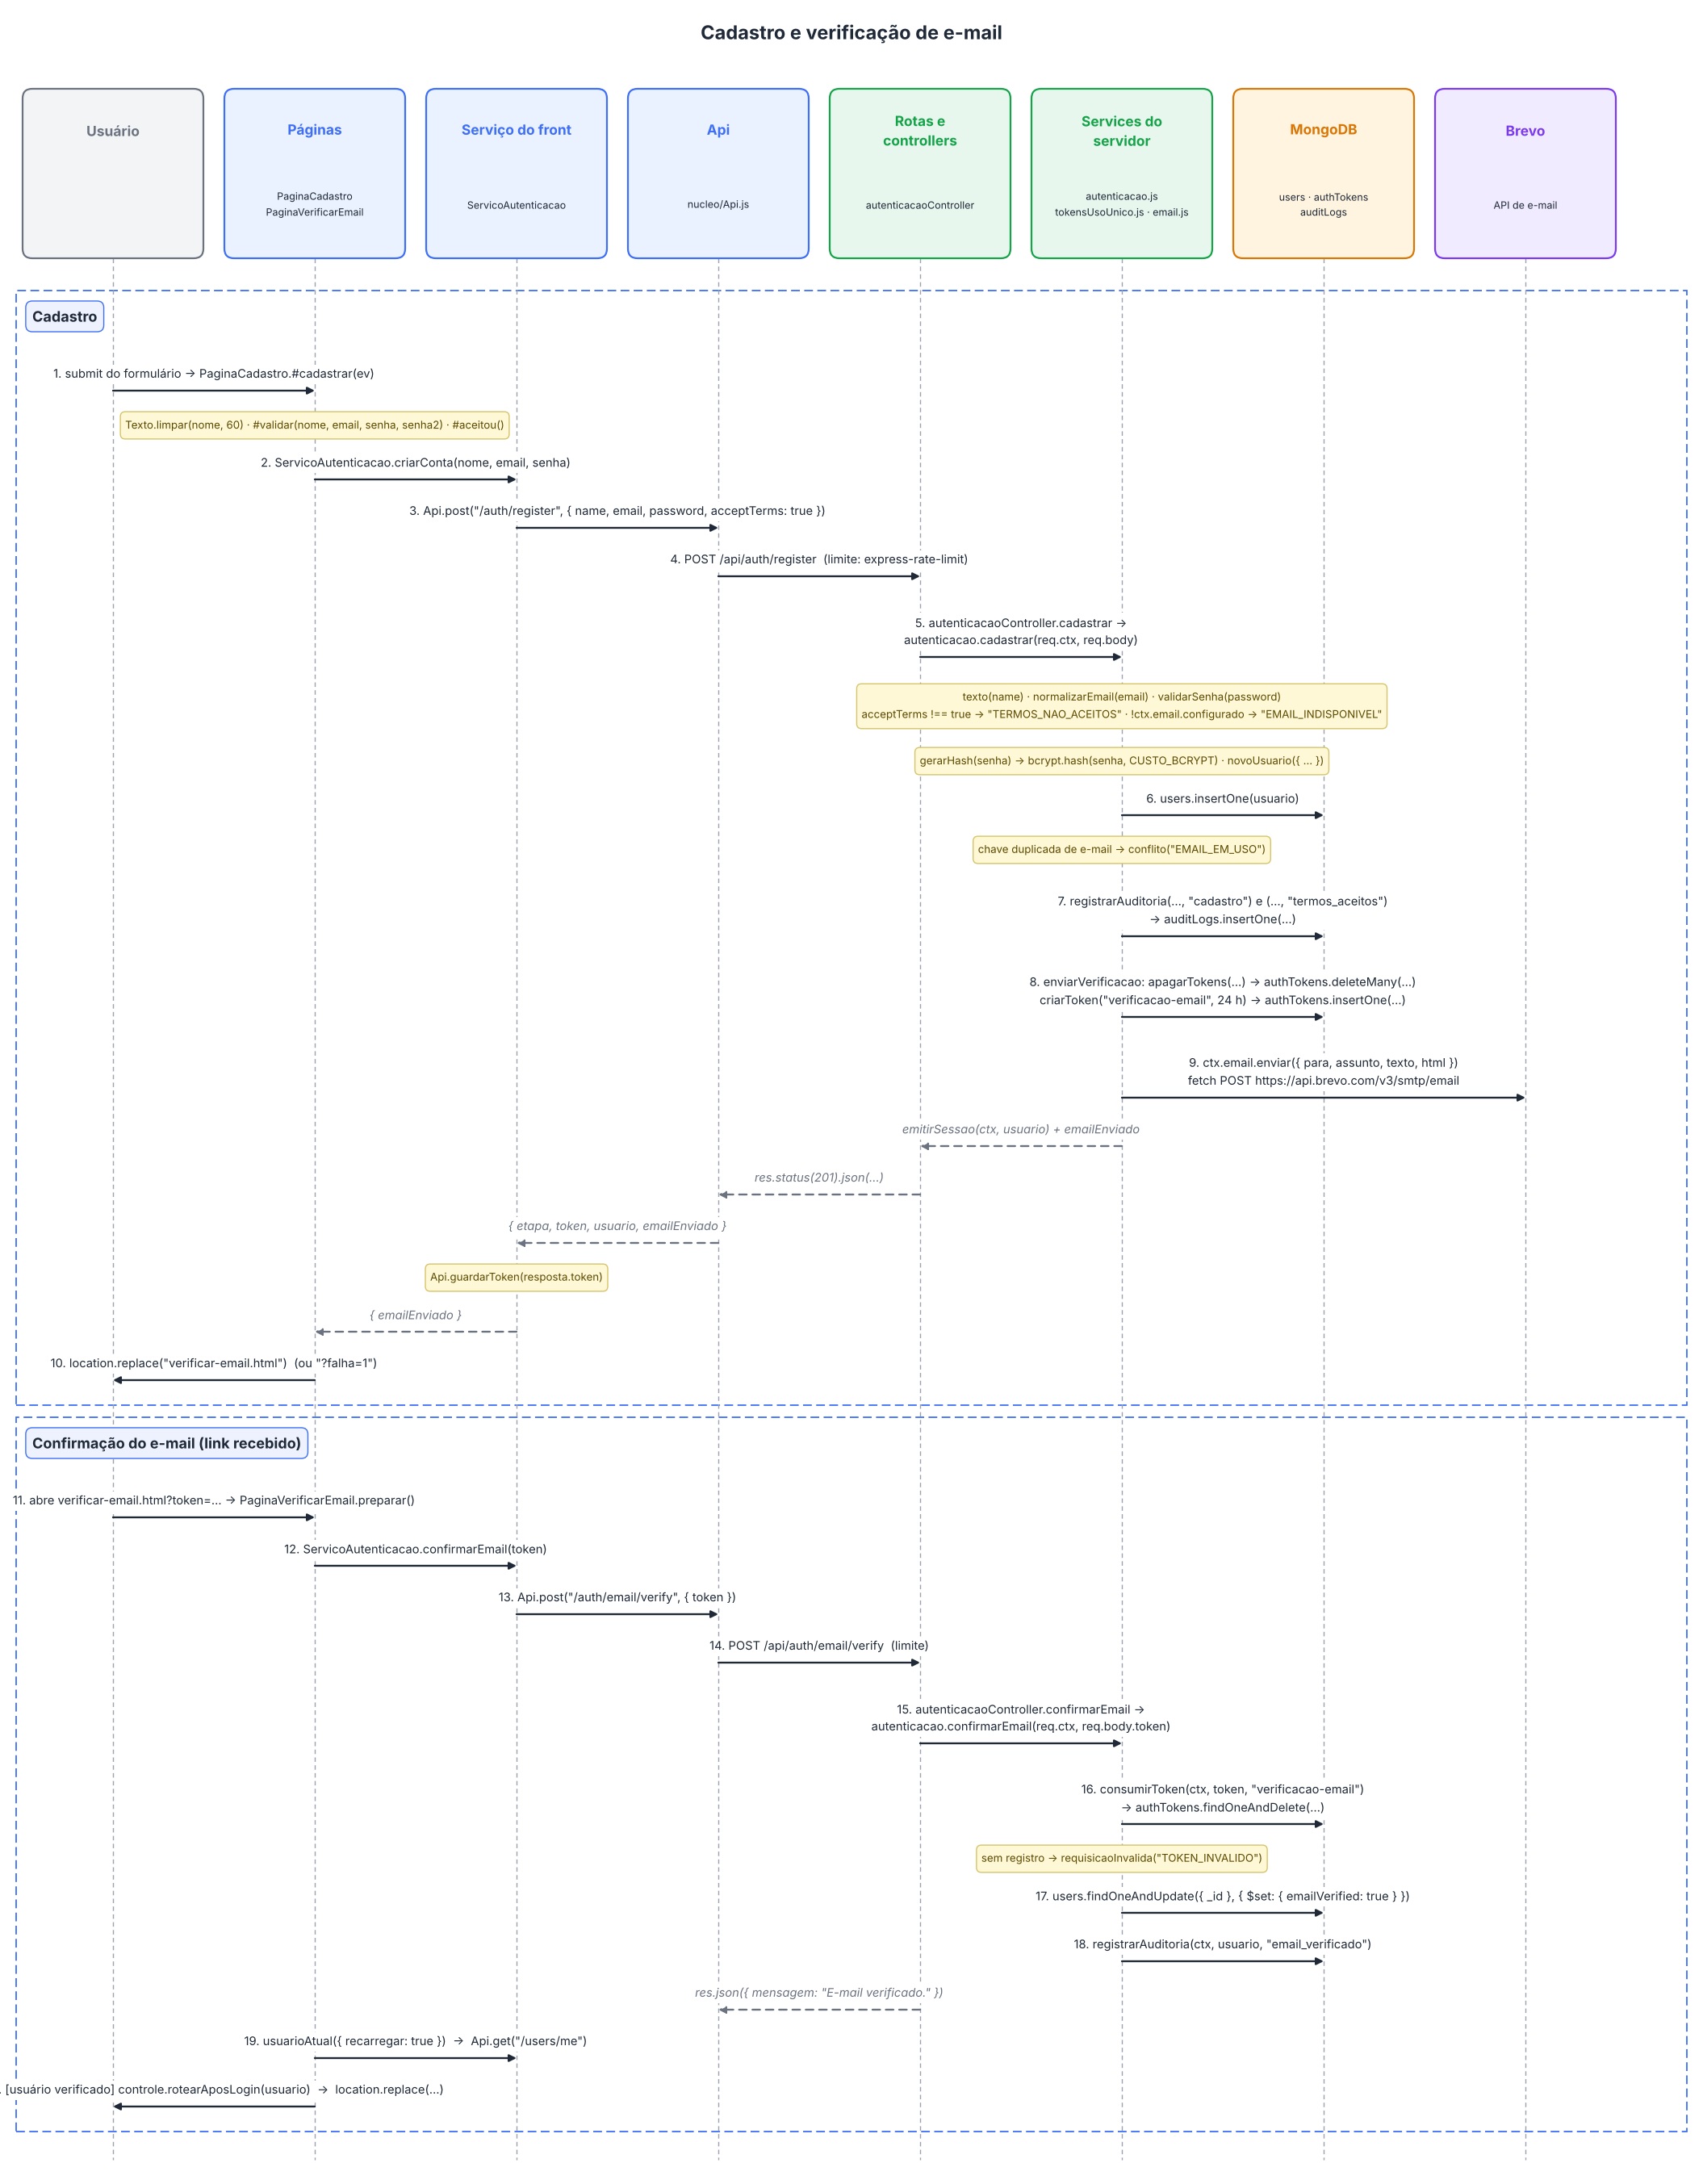 Cadastro e verificação de e-mail
Usuário
Páginas
PaginaCadastro
PaginaVerificarEmail
Serviço do front
ServicoAutenticacao
Api
nucleo/Api.js
Rotas e
controllers
autenticacaoController
Services do
servidor
autenticacao.js
tokensUsoUnico.js · email.js
MongoDB
users · authTokens
auditLogs
Brevo
API de e-mail
Cadastro
1. submit do formulário → PaginaCadastro.#cadastrar(ev)
Texto.limpar(nome, 60) · #validar(nome, email, senha, senha2) · #aceitou()
2. ServicoAutenticacao.criarConta(nome, email, senha)
3. Api.post("/auth/register", { name, email, password, acceptTerms: true })
4. POST /api/auth/register (limite: express-rate-limit)
5. autenticacaoController.cadastrar →
autenticacao.cadastrar(req.ctx, req.body)
texto(name) · normalizarEmail(email) · validarSenha(password)
acceptTerms !== true → "TERMOS_NAO_ACEITOS" · !ctx.email.configurado → "EMAIL_INDISPONIVEL"
gerarHash(senha) → bcrypt.hash(senha, CUSTO_BCRYPT) · novoUsuario({ ... })
6. users.insertOne(usuario)
chave duplicada de e-mail → conflito("EMAIL_EM_USO")
7. registrarAuditoria(..., "cadastro") e (..., "termos_aceitos")
→ auditLogs.insertOne(...)
8. enviarVerificacao: apagarTokens(...) → authTokens.deleteMany(...)
criarToken("verificacao-email", 24 h) → authTokens.insertOne(...)
9. ctx.email.enviar({ para, assunto, texto, html })
fetch POST https://api.brevo.com/v3/smtp/email
emitirSessao(ctx, usuario) + emailEnviado
res.status(201).json(...)
{ etapa, token, usuario, emailEnviado }
Api.guardarToken(resposta.token)
{ emailEnviado }
10. location.replace("verificar-email.html") (ou "?falha=1")
Confirmação do e-mail (link recebido)
11. abre verificar-email.html?token=... → PaginaVerificarEmail.preparar()
12. ServicoAutenticacao.confirmarEmail(token)
13. Api.post("/auth/email/verify", { token })
14. POST /api/auth/email/verify (limite)
15. autenticacaoController.confirmarEmail →
autenticacao.confirmarEmail(req.ctx, req.body.token)
16. consumirToken(ctx, token, "verificacao-email")
→ authTokens.findOneAndDelete(...)
sem registro → requisicaoInvalida("TOKEN_INVALIDO")
17. users.findOneAndUpdate({ _id }, { $set: { emailVerified: true } })
18. registrarAuditoria(ctx, usuario, "email_verificado")
res.json({ mensagem: "E-mail verificado." })
19. usuarioAtual({ recarregar: true }) → Api.get("/users/me")
. [usuário verificado] controle.rotearAposLogin(usuario) → location.replace(...)